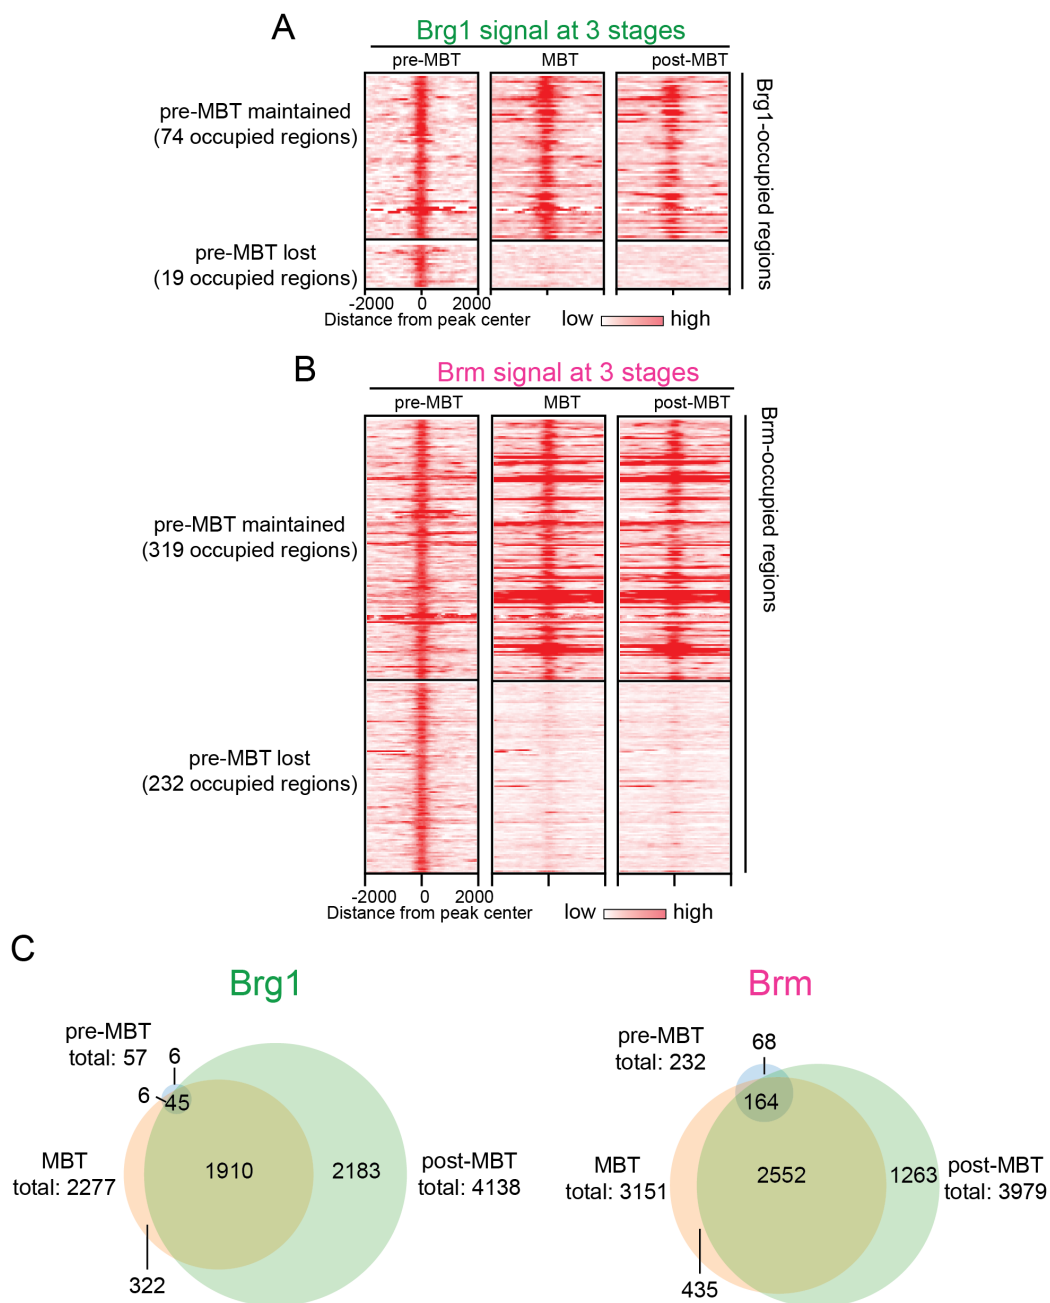 A
Brg1 signal at 3 stages
pre-MBT
MBT
post-MBT
pre-MBT maintained
(74 occupied regions)
pre-MBT lost
(19 occupied regions)
Brg1-occupied regions
-2000 0 2000
Distance from peak center
low high
B
Brm signal at 3 stages
pre-MBT
MBT
post-MBT
pre-MBT maintained
(319 occupied regions)
pre-MBT lost
(232 occupied regions)
Brm-occupied regions
-2000 0 2000
Distance from peak center
low high
C
Brg1
pre-MBT
total: 57
6
6
45
MBT
total: 2277
1910
2183
post-MBT
total: 4138
322
Brm
pre-MBT
total: 232
68
164
MBT
total: 3151
2552
1263
post-MBT
total: 3979
435